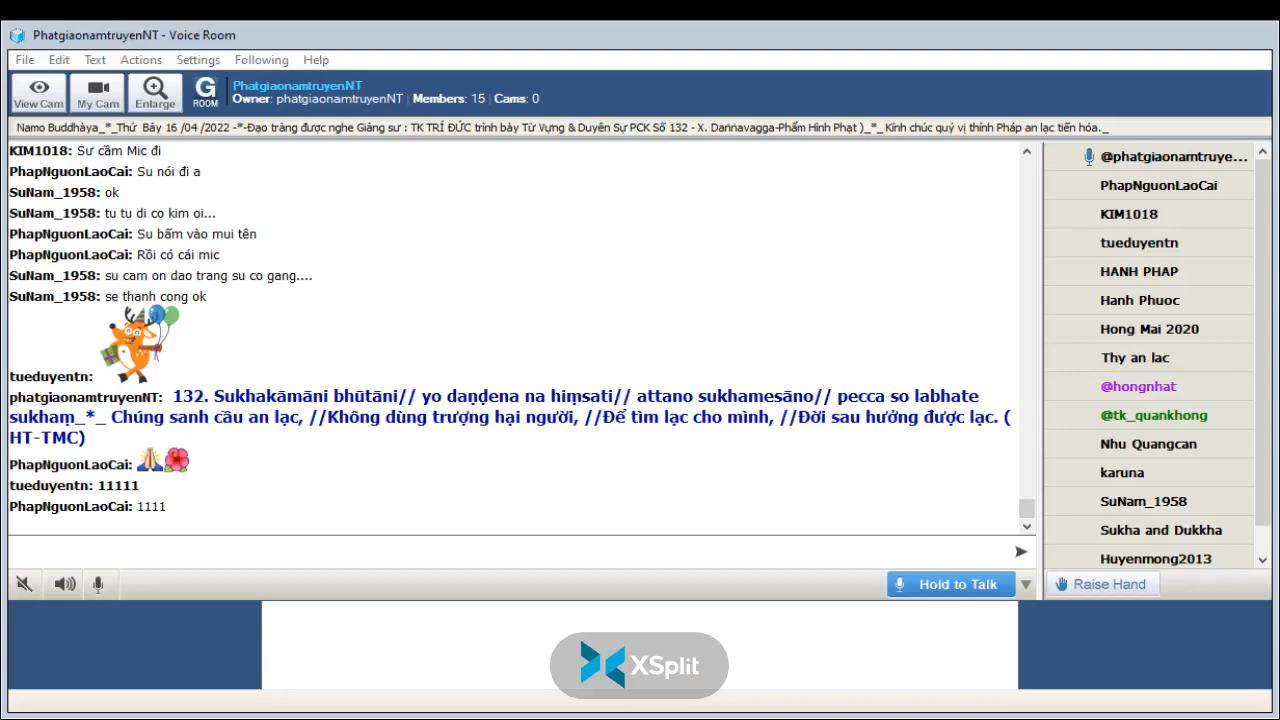 PhatgiaonamtruyenNT - Voice Room
File Edit Text Actions Settings Following Help
View Cam
My Cam
Enlarge
G
ROOM
PhatgiaonamtruyenNT
Owner: phatgiaonamtruyenNT | Members: 15 | Cams: 0
Namo Buddhàya_*_Thứ Bảy 16 /04 /2022 -*-Đạo tràng được nghe Giảng sư : TK TRÍ ĐỨC trình bày Từ Vựng & Duyên Sự PCK Số 132 - X. Daṇṇavagga-Phẩm Hình Phạt )_*_ Kính chúc quý vị thính Pháp an lạc tiến hóa._
KIM1018: Sư cầm Mic đi
PhapNguonLaoCai: Su nói đi a
SuNam_1958: ok
SuNam_1958: tu tu di co kim oi...
PhapNguonLaoCai: Su bấm vào mui tên
PhapNguonLaoCai: Rồi có cái mic
SuNam_1958: su cam on dao trang su co gang....
SuNam_1958: se thanh cong ok
tueduyentn:
phatgiaonamtruyenNT: 132. Sukhakāmāni bhūtāni// yo daṇḍena na hiṃsati// attano sukhamesāno// pecca so labhate
sukhaṃ_*_ Chúng sanh cầu an lạc, //Không dùng trượng hại người, //Để tìm lạc cho mình, //Đời sau hưởng được lạc. (
HT-TMC)
PhapNguonLaoCai:
tueduyentn: 11111
PhapNguonLaoCai: 1111
@phatgiaonamtruye...
PhapNguonLaoCai
KIM1018
tueduyentn
HANH PHAP
Hanh Phuoc
Hong Mai 2020
Thy an lac
@hongnhat
@tk_quankhong
Nhu Quangcan
karuna
SuNam_1958
Sukha and Dukkha
Huyenmong2013
Hold to Talk
Raise Hand
XSplit